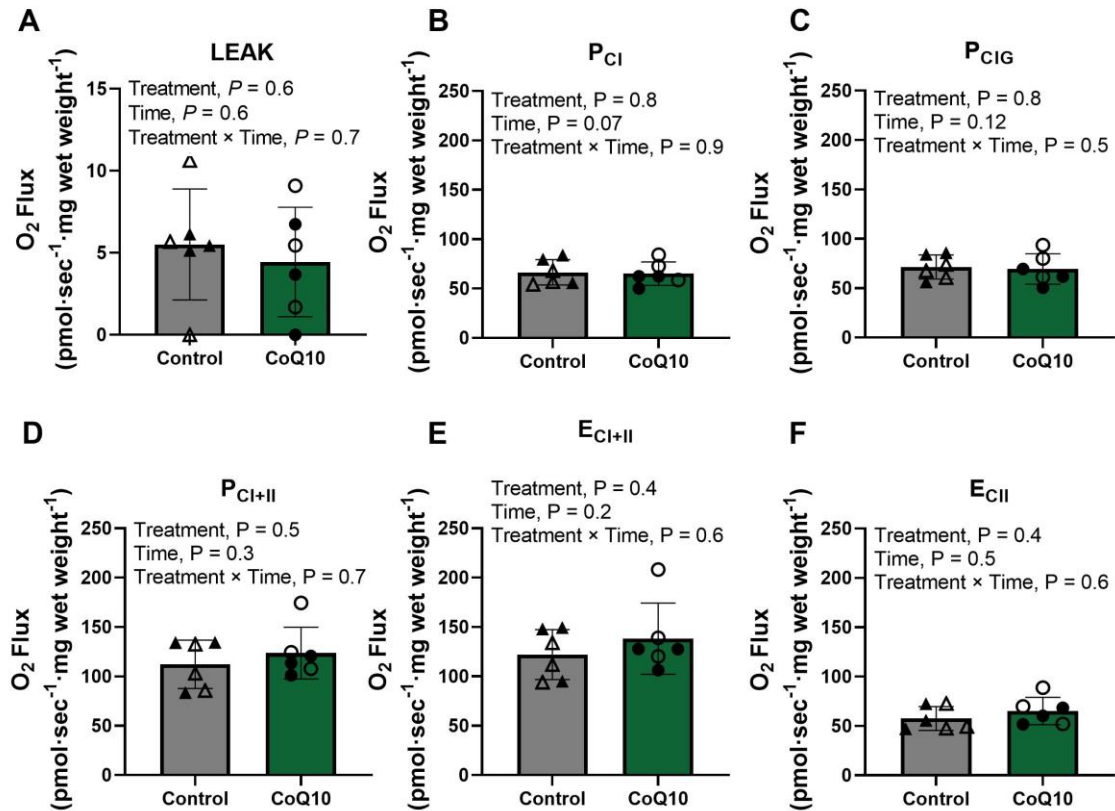 A
LEAK
Treatment, P = 0.6
Time, P = 0.6
Treatment × Time, P = 0.7
O₂ Flux
(pmol·sec⁻¹·mg wet weight⁻¹)
15
10
5
0
Control
CoQ10
B
P_CI
Treatment, P = 0.8
Time, P = 0.07
Treatment × Time, P = 0.9
O₂ Flux
(pmol·sec⁻¹·mg wet weight⁻¹)
250
200
150
100
50
0
Control
CoQ10
C
P_CIG
Treatment, P = 0.8
Time, P = 0.12
Treatment × Time, P = 0.5
O₂ Flux
(pmol·sec⁻¹·mg wet weight⁻¹)
250
200
150
100
50
0
Control
CoQ10
D
P_CI+II
Treatment, P = 0.5
Time, P = 0.3
Treatment × Time, P = 0.7
O₂ Flux
(pmol·sec⁻¹·mg wet weight⁻¹)
250
200
150
100
50
0
Control
CoQ10
E
E_CI+II
Treatment, P = 0.4
Time, P = 0.2
Treatment × Time, P = 0.6
O₂ Flux
(pmol·sec⁻¹·mg wet weight⁻¹)
250
200
150
100
50
0
Control
CoQ10
F
E_CII
Treatment, P = 0.4
Time, P = 0.5
Treatment × Time, P = 0.6
O₂ Flux
(pmol·sec⁻¹·mg wet weight⁻¹)
250
200
150
100
50
0
Control
CoQ10